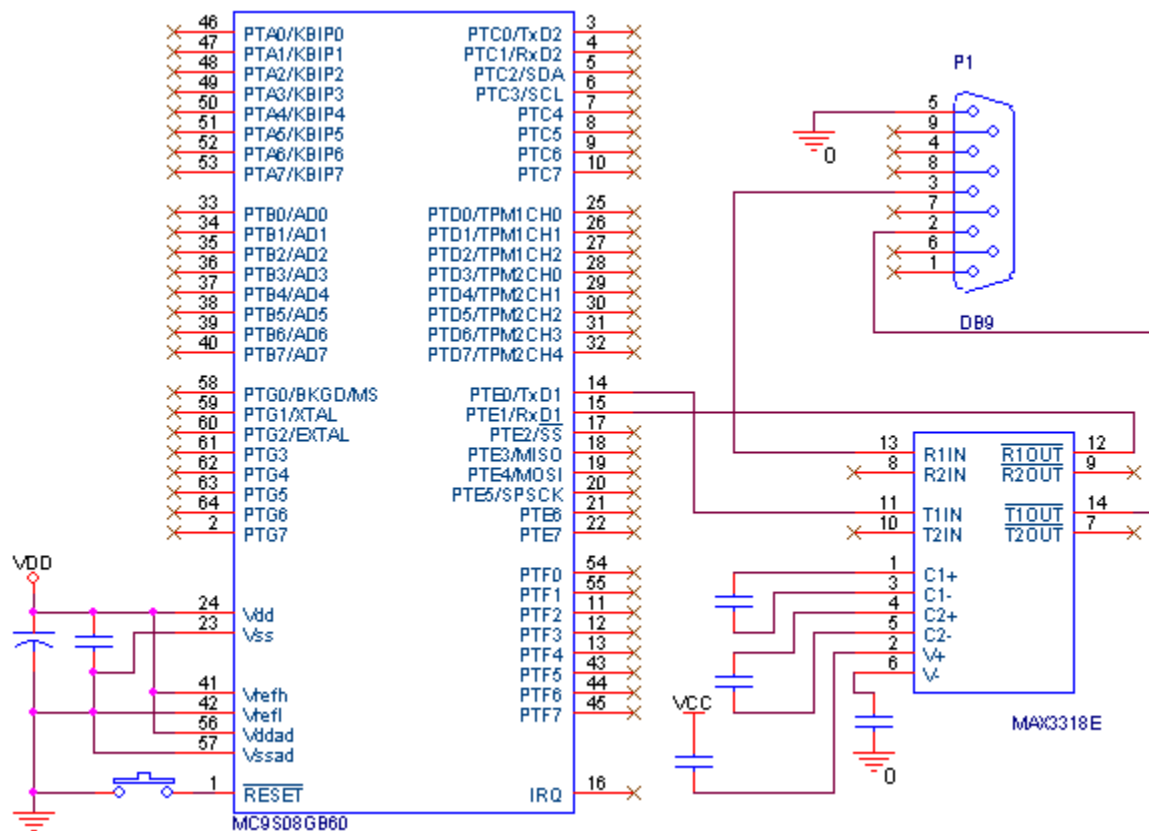 46 PTA0/KBIP0 PTC0/TxD2 3
47 PTA1/KBIP1 PTC1/RxD2 4
48 PTA2/KBIP2 PTC2/SDA 5
49 PTA3/KBIP3 PTC3/SCL 6
50 PTA4/KBIP4 PTC4 7
51 PTA5/KBIP5 PTC5 8
52 PTA6/KBIP6 PTC6 9
53 PTA7/KBIP7 PTC7 10
33 PTB0/AD0 PTD0/TPM1CH0 25
34 PTB1/AD1 PTD1/TPM1CH1 26
35 PTB2/AD2 PTD2/TPM1CH2 27
36 PTB3/AD3 PTD3/TPM2CH0 28
37 PTB4/AD4 PTD4/TPM2CH1 29
38 PTB5/AD5 PTD5/TPM2CH2 30
39 PTB6/AD6 PTD6/TPM2CH3 31
40 PTB7/AD7 PTD7/TPM2CH4 32
58 PTG0/BKGD/MS PTE0/TxD1 14
59 PTG1/XTAL PTE1/RxD1 15
60 PTG2/EXTAL PTE2/SS 17
61 PTG3 PTE3/MISO 18
62 PTG4 PTE4/MOSI 19
63 PTG5 PTE5/SPSCK 20
64 PTG6 PTE6 21
2 PTG7 PTE7 22
VDD
PTF0 54
PTF1 55
24 Vdd PTF2 11
23 Vss PTF3 12
PTF4 13
PTF5 43
41 Vrefh PTF6 44
42 Vrefl PTF7 45
56 Vddad
57 Vssad
1 RESET IRQ 16
MC9S08GB60
P1
5
9
4
8
3
7
2
6
1
DB9
0
13 R1IN R1OUT 12
8 R2IN R2OUT 9
11 T1IN T1OUT 14
10 T2IN T2OUT 7
1 C1+
3 C1-
4 C2+
5 C2-
2 V+
6 V-
MAX3318E
VCC
0